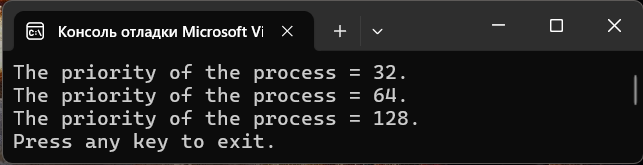 Консоль отладки Microsoft Vi
The priority of the process = 32.
The priority of the process = 64.
The priority of the process = 128.
Press any key to exit.